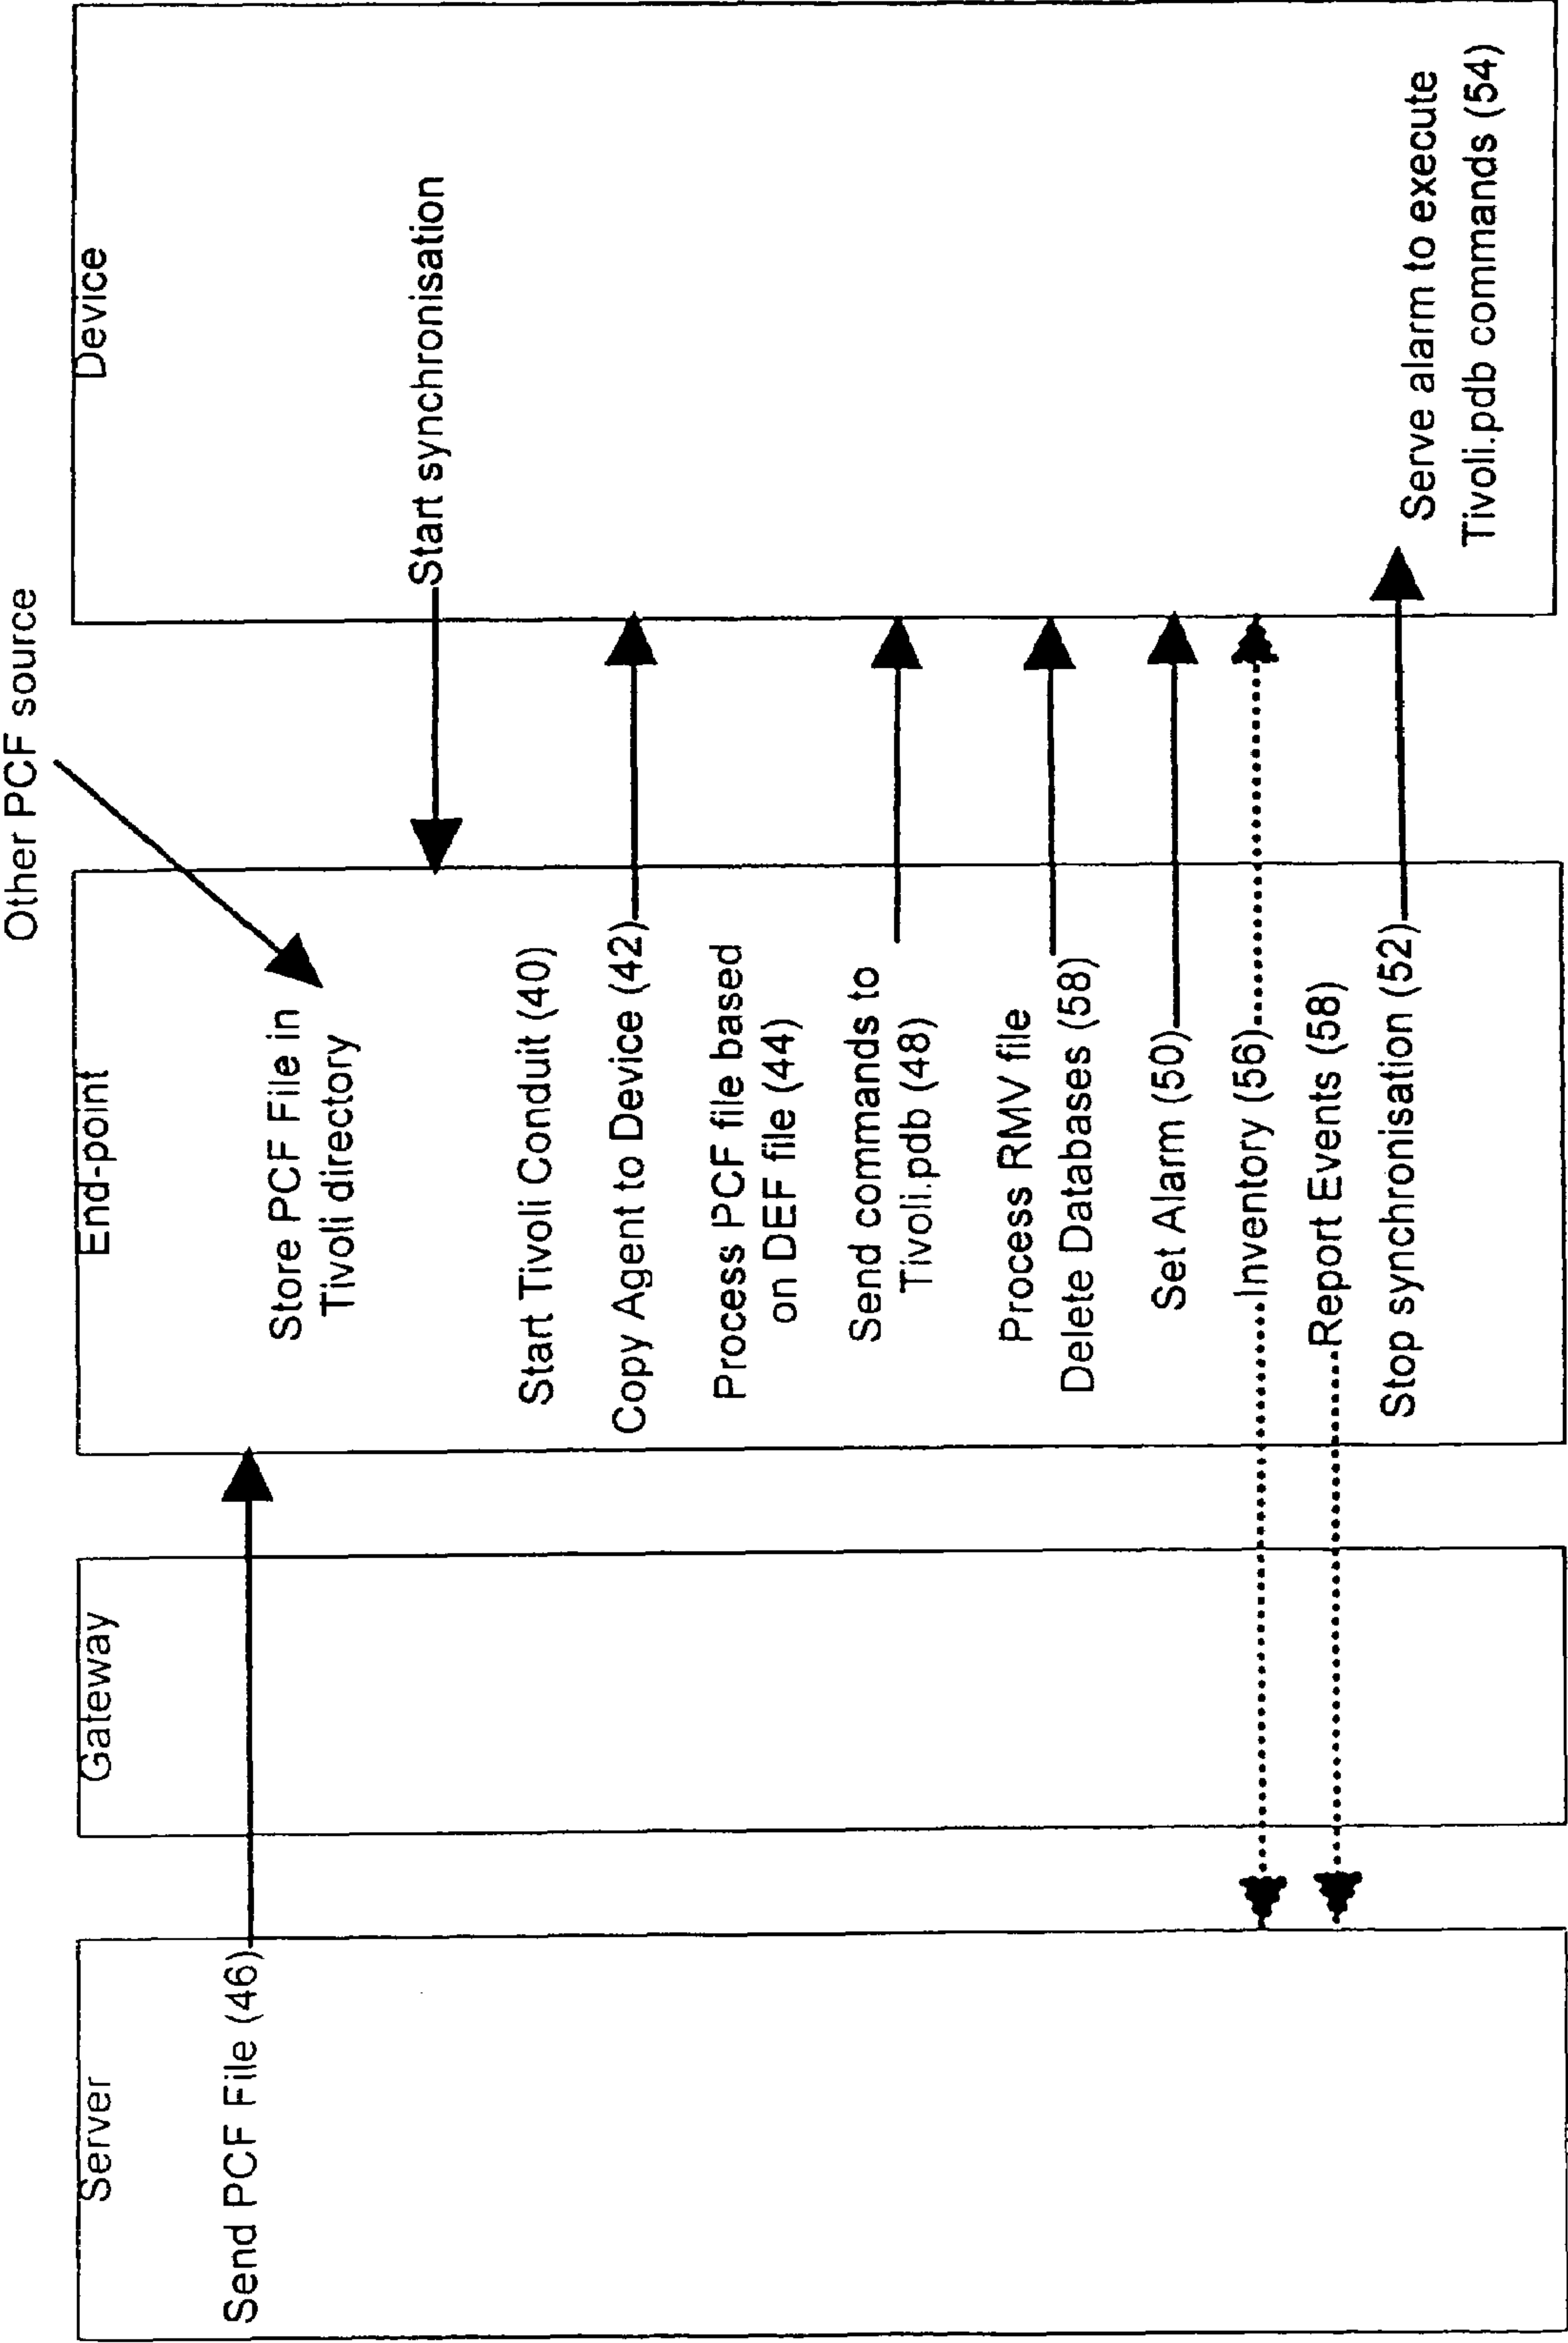 Other PCF source
Server
Gateway
End-point
Device
Send PCF File (46)
Store PCF File in
Tivoli directory
Start synchronisation
Start Tivoli Conduit (40)
Copy Agent to Device (42)
Process PCF file based
on DEF file (44)
Send commands to
Tivoli.pdb (48)
Process RMV file
Delete Databases (58)
Set Alarm (50)
Inventory (56)
Report Events (58)
Stop synchronisation (52)
Serve alarm to execute
Tivoli.pdb commands (54)